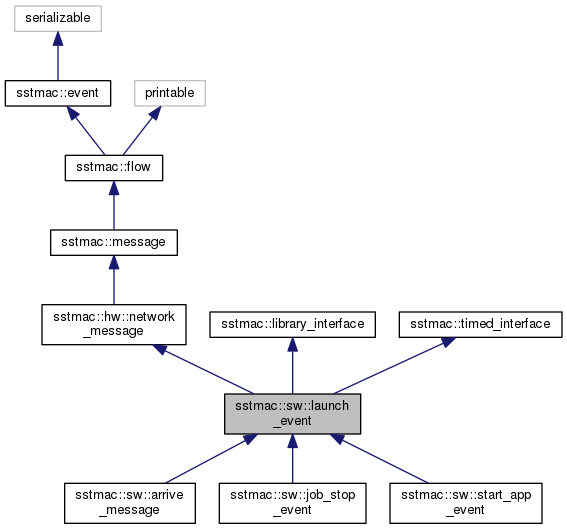 serializable
sstmac::event
printable
sstmac::flow
sstmac::message
sstmac::hw::network
_message
sstmac::library_interface
sstmac::timed_interface
sstmac::sw::launch
_event
sstmac::sw::arrive
_message
sstmac::sw::job_stop
_event
sstmac::sw::start_app
_event